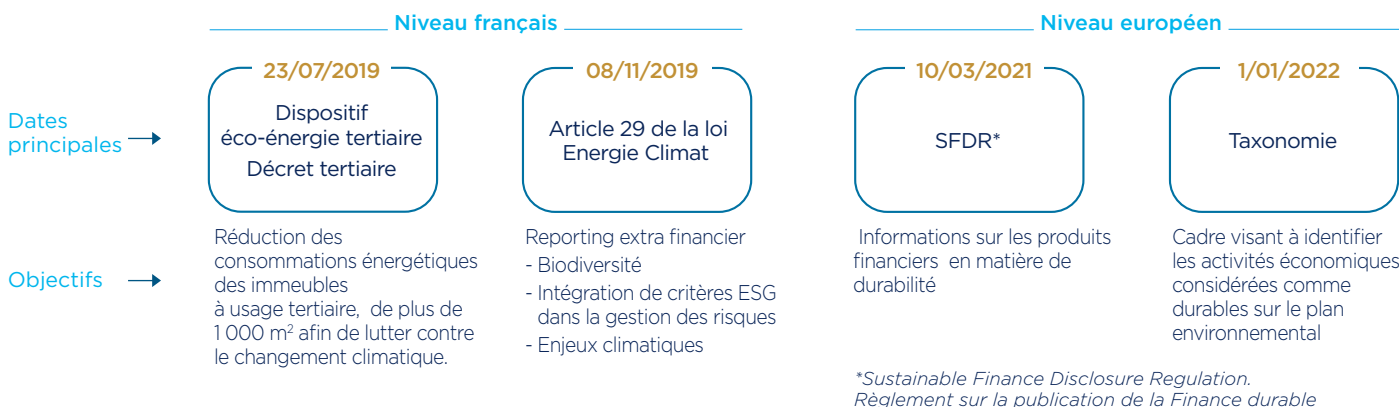 Niveau français
Niveau européen
Dates
principales
23/07/2019
Dispositif
éco-énergie tertiaire
Décret tertiaire
08/11/2019
Article 29 de la loi
Energie Climat
10/03/2021
SFDR*
1/01/2022
Taxonomie
Objectifs
Réduction des
consommations énergétiques
des immeubles
à usage tertiaire, de plus de
1 000 m² afin de lutter contre
le changement climatique.
Reporting extra financier
- Biodiversité
- Intégration de critères ESG
dans la gestion des risques
- Enjeux climatiques
Informations sur les produits
financiers en matière de
durabilité
Cadre visant à identifier
les activités économiques
considérées comme
durables sur le plan
environnemental
*Sustainable Finance Disclosure Regulation.
Règlement sur la publication de la Finance durable